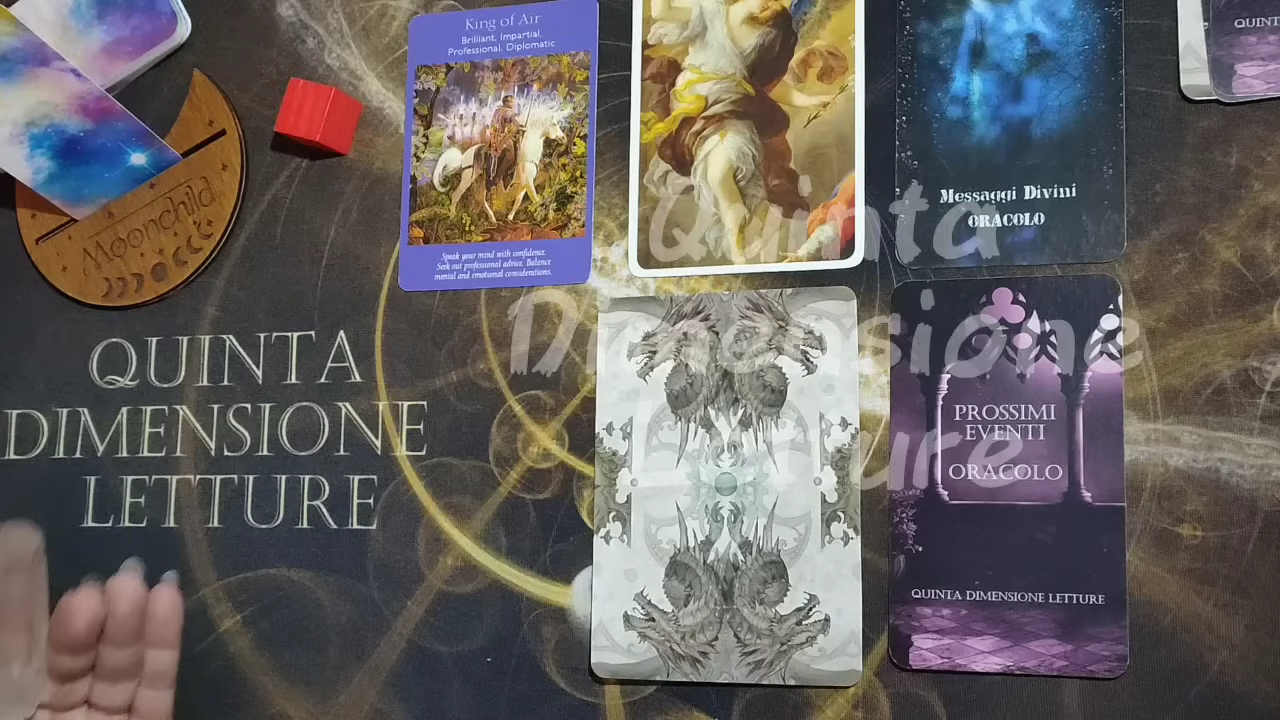 King of Air
Brilliant, Impartial,
Professional, Diplomatic
Speak your mind with confidence.
Seek out professional advice. Balance
mental and emotional considerations.
Messaggi Divini
ORACOLO
QUINT
Moonchild
QUINTA
DIMENSIONE
LETTURE
Quinta
Dimensione
Letture
PROSSIMI
EVENTI
ORACOLO
QUINTA DIMENSIONE LETTURE